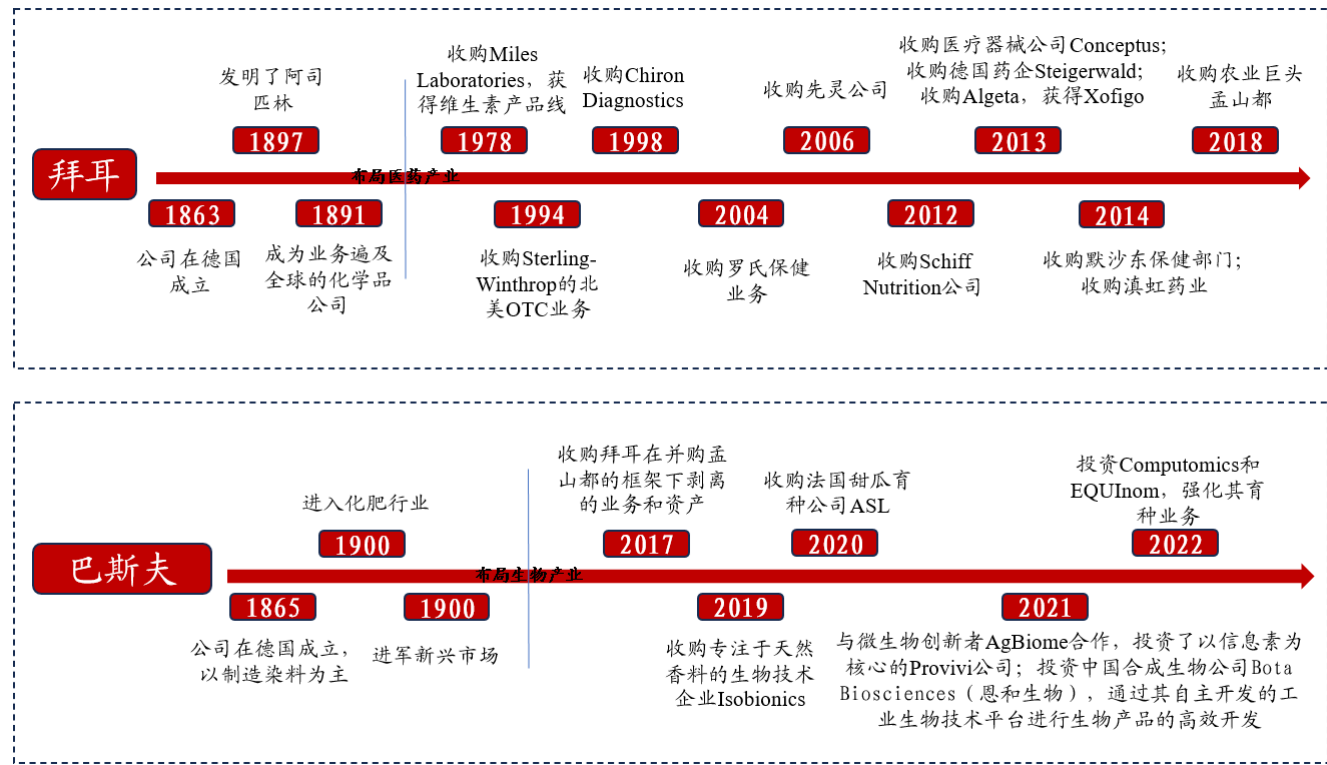 发明了阿司
匹林
收购Miles
Laboratories，获
得维生素产品线
收购Chiron
Diagnostics
收购先灵公司
收购医疗器械公司Conceptus;
收购德国药企Steigerwald;
收购Algeta，获得Xofigo
收购农业巨头
孟山都
1897
1978
1998
2006
2013
2018
拜耳
布局医药产业
1863
1891
1994
2004
2012
2014
公司在德国
成立
成为业务遍及
全球的化学品
公司
收购Sterling-
Winthrop的北
美OTC业务
收购罗氏保健
业务
收购Schiff
Nutrition公司
收购默沙东保健部门;
收购滇虹药业
进入化肥行业
收购拜耳在并购孟
山都的框架下剥离
的业务和资产
收购法国甜瓜育
种公司ASL
投资Computomics和
EQUInom，强化其育
种业务
1900
2017
2020
2022
巴斯夫
布局生物产业
1865
1900
2019
2021
公司在德国成立，
以制造染料为主
进军新兴市场
收购专注于天然
香料的生物技术
企业Isobionics
与微生物创新者AgBiome合作，投资了以信息素为
核心的Provivi公司；投资中国合成生物公司Bota
Biosciences（恩和生物），通过其自主开发的工
业生物技术平台进行生物产品的高效开发